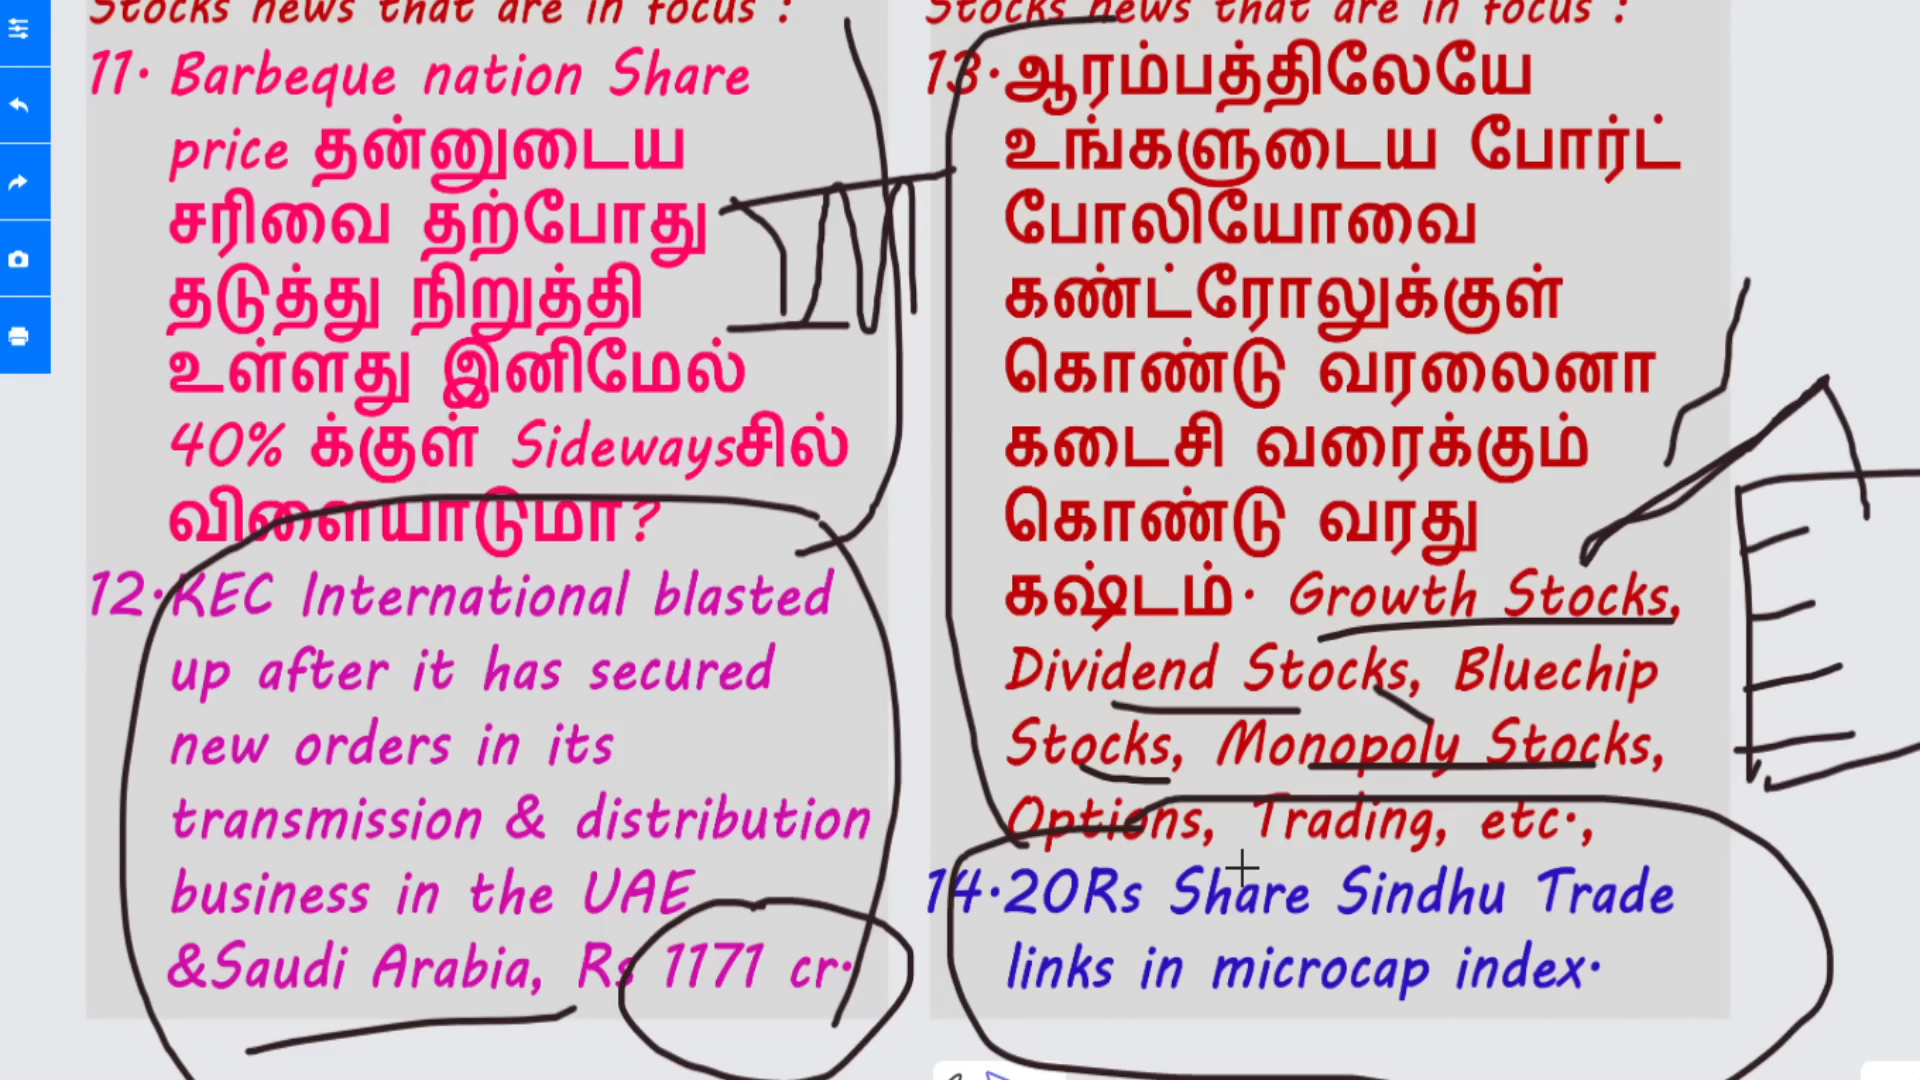 Stocks news that are in focus :
11. Barbeque nation Share
price தன்னுடைய
சரிவை தற்போது
தடுத்து நிறுத்தி
உள்ளது இனிமேல்
40% க்குள் Sidewaysசில்
விளையாடுமா?
12.KEC International blasted
up after it has secured
new orders in its
transmission & distribution
business in the UAE
&Saudi Arabia, Rs 1171 cr.
Stocks news that are in focus :
13.ஆரம்பத்திலேயே
உங்களுடைய போர்ட்
போலியோவை
கண்ட்ரோலுக்குள்
கொண்டு வரலைனா
கடைசி வரைக்கும்
கொண்டு வரது
கஷ்டம். Growth Stocks,
Dividend Stocks, Bluechip
Stocks, Monopoly Stocks,
Options, Trading, etc.,
14.20Rs Share Sindhu Trade
links in microcap index.